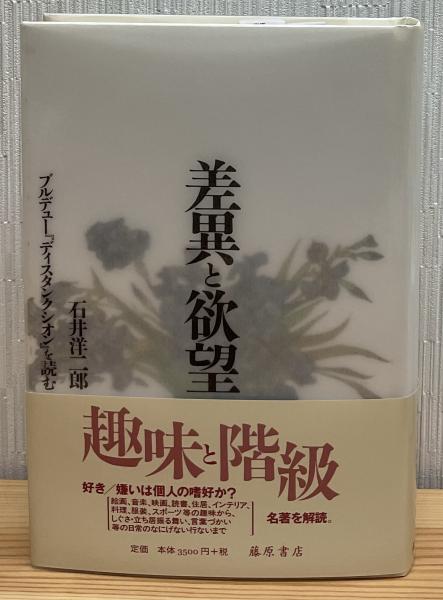 差異と欲望
ブルデュー『ディスタンクシオン』を読む
石井洋二郎
趣味と階級
好き／嫌いは個人の嗜好か？
絵画、音楽、映画、読書、住居、インテリア、
料理、服装、スポーツ等の趣味から、
しぐさ・立ち居振る舞い、言葉づかい
等の日常のなにげない行ないまで
名著を解読。
定価　本体3500円+税　藤原書店